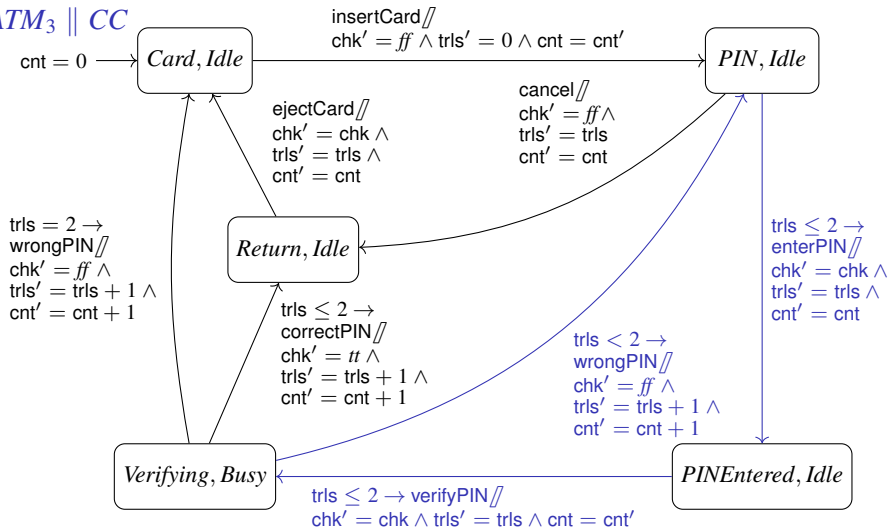 ATM₃ ∥ CC
cnt = 0
Card, Idle
insertCard⫽
chk′ = ff ∧ trls′ = 0 ∧ cnt = cnt′
PIN, Idle
ejectCard⫽
chk′ = chk ∧
trls′ = trls ∧
cnt′ = cnt
cancel⫽
chk′ = ff ∧
trls′ = trls
cnt′ = cnt
trls = 2 →
wrongPIN⫽
chk′ = ff ∧
trls′ = trls + 1 ∧
cnt′ = cnt + 1
Return, Idle
trls ≤ 2 →
enterPIN⫽
chk′ = chk ∧
trls′ = trls ∧
cnt′ = cnt
trls ≤ 2 →
correctPIN⫽
chk′ = tt ∧
trls′ = trls + 1 ∧
cnt′ = cnt + 1
trls < 2 →
wrongPIN⫽
chk′ = ff ∧
trls′ = trls + 1 ∧
cnt′ = cnt + 1
Verifying, Busy
PINEntered, Idle
trls ≤ 2 → verifyPIN⫽
chk′ = chk ∧ trls′ = trls ∧ cnt = cnt′